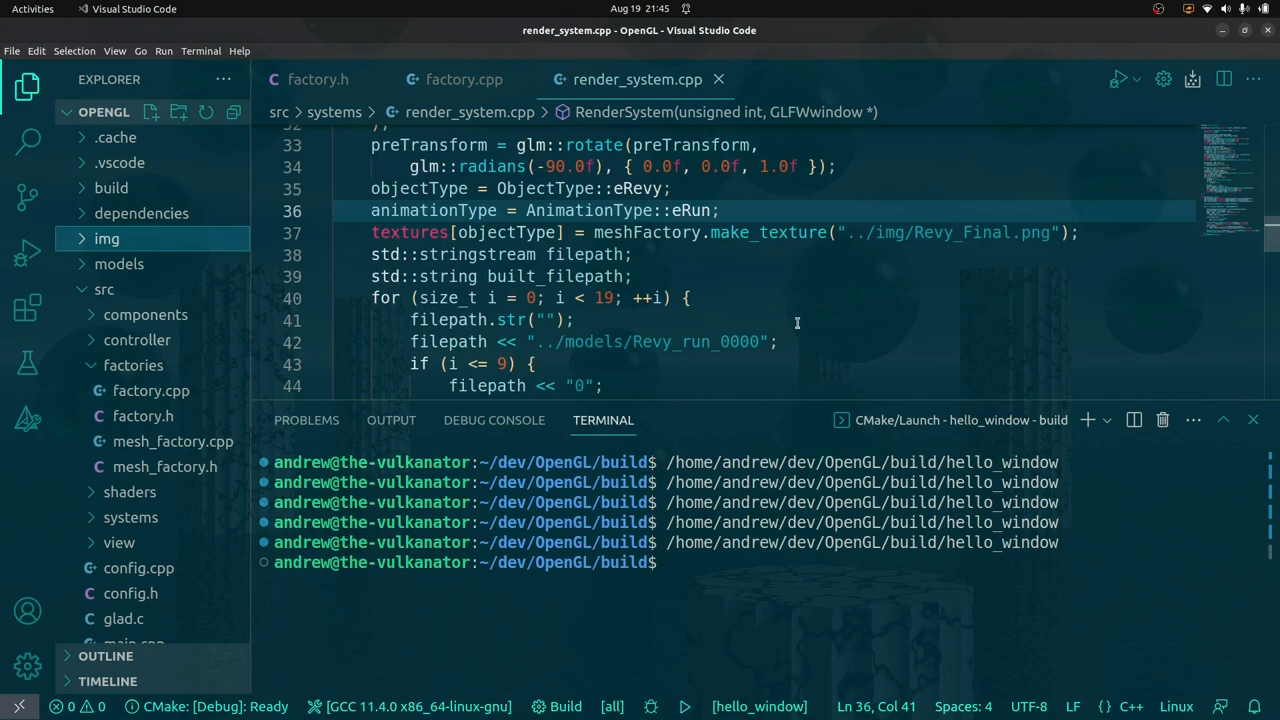 Activities
Visual Studio Code
Aug 19 21:45
render_system.cpp - OpenGL - Visual Studio Code
File Edit Selection View Go Run Terminal Help
EXPLORER
factory.h
factory.cpp
render_system.cpp
OPENGL
src > systems > render_system.cpp > RenderSystem(unsigned int, GLFWwindow *)
.cache
.vscode
build
dependencies
img
models
src
components
controller
factories
factory.cpp
factory.h
mesh_factory.cpp
mesh_factory.h
shaders
systems
view
config.cpp
config.h
glad.c
main.cpp
OUTLINE
TIMELINE
32 );
33 preTransform = glm::rotate(preTransform,
34 glm::radians(-90.0f), { 0.0f, 0.0f, 1.0f });
35 objectType = ObjectType::eRevy;
36 animationType = AnimationType::eRun;
37 textures[objectType] = meshFactory.make_texture("../img/Revy_Final.png");
38 std::stringstream filepath;
39 std::string built_filepath;
40 for (size_t i = 0; i < 19; ++i) {
41 filepath.str("");
42 filepath << "../models/Revy_run_0000";
43 if (i <= 9) {
44 filepath << "0";
PROBLEMS OUTPUT DEBUG CONSOLE TERMINAL
CMake/Launch - hello_window - build
andrew@the-vulkanator:~/dev/OpenGL/build$ /home/andrew/dev/OpenGL/build/hello_window
andrew@the-vulkanator:~/dev/OpenGL/build$ /home/andrew/dev/OpenGL/build/hello_window
andrew@the-vulkanator:~/dev/OpenGL/build$ /home/andrew/dev/OpenGL/build/hello_window
andrew@the-vulkanator:~/dev/OpenGL/build$ /home/andrew/dev/OpenGL/build/hello_window
andrew@the-vulkanator:~/dev/OpenGL/build$ /home/andrew/dev/OpenGL/build/hello_window
andrew@the-vulkanator:~/dev/OpenGL/build$
0 0 CMake: [Debug]: Ready [GCC 11.4.0 x86_64-linux-gnu] Build [all] [hello_window] Ln 36, Col 41 Spaces: 4 UTF-8 LF {} C++ Linux